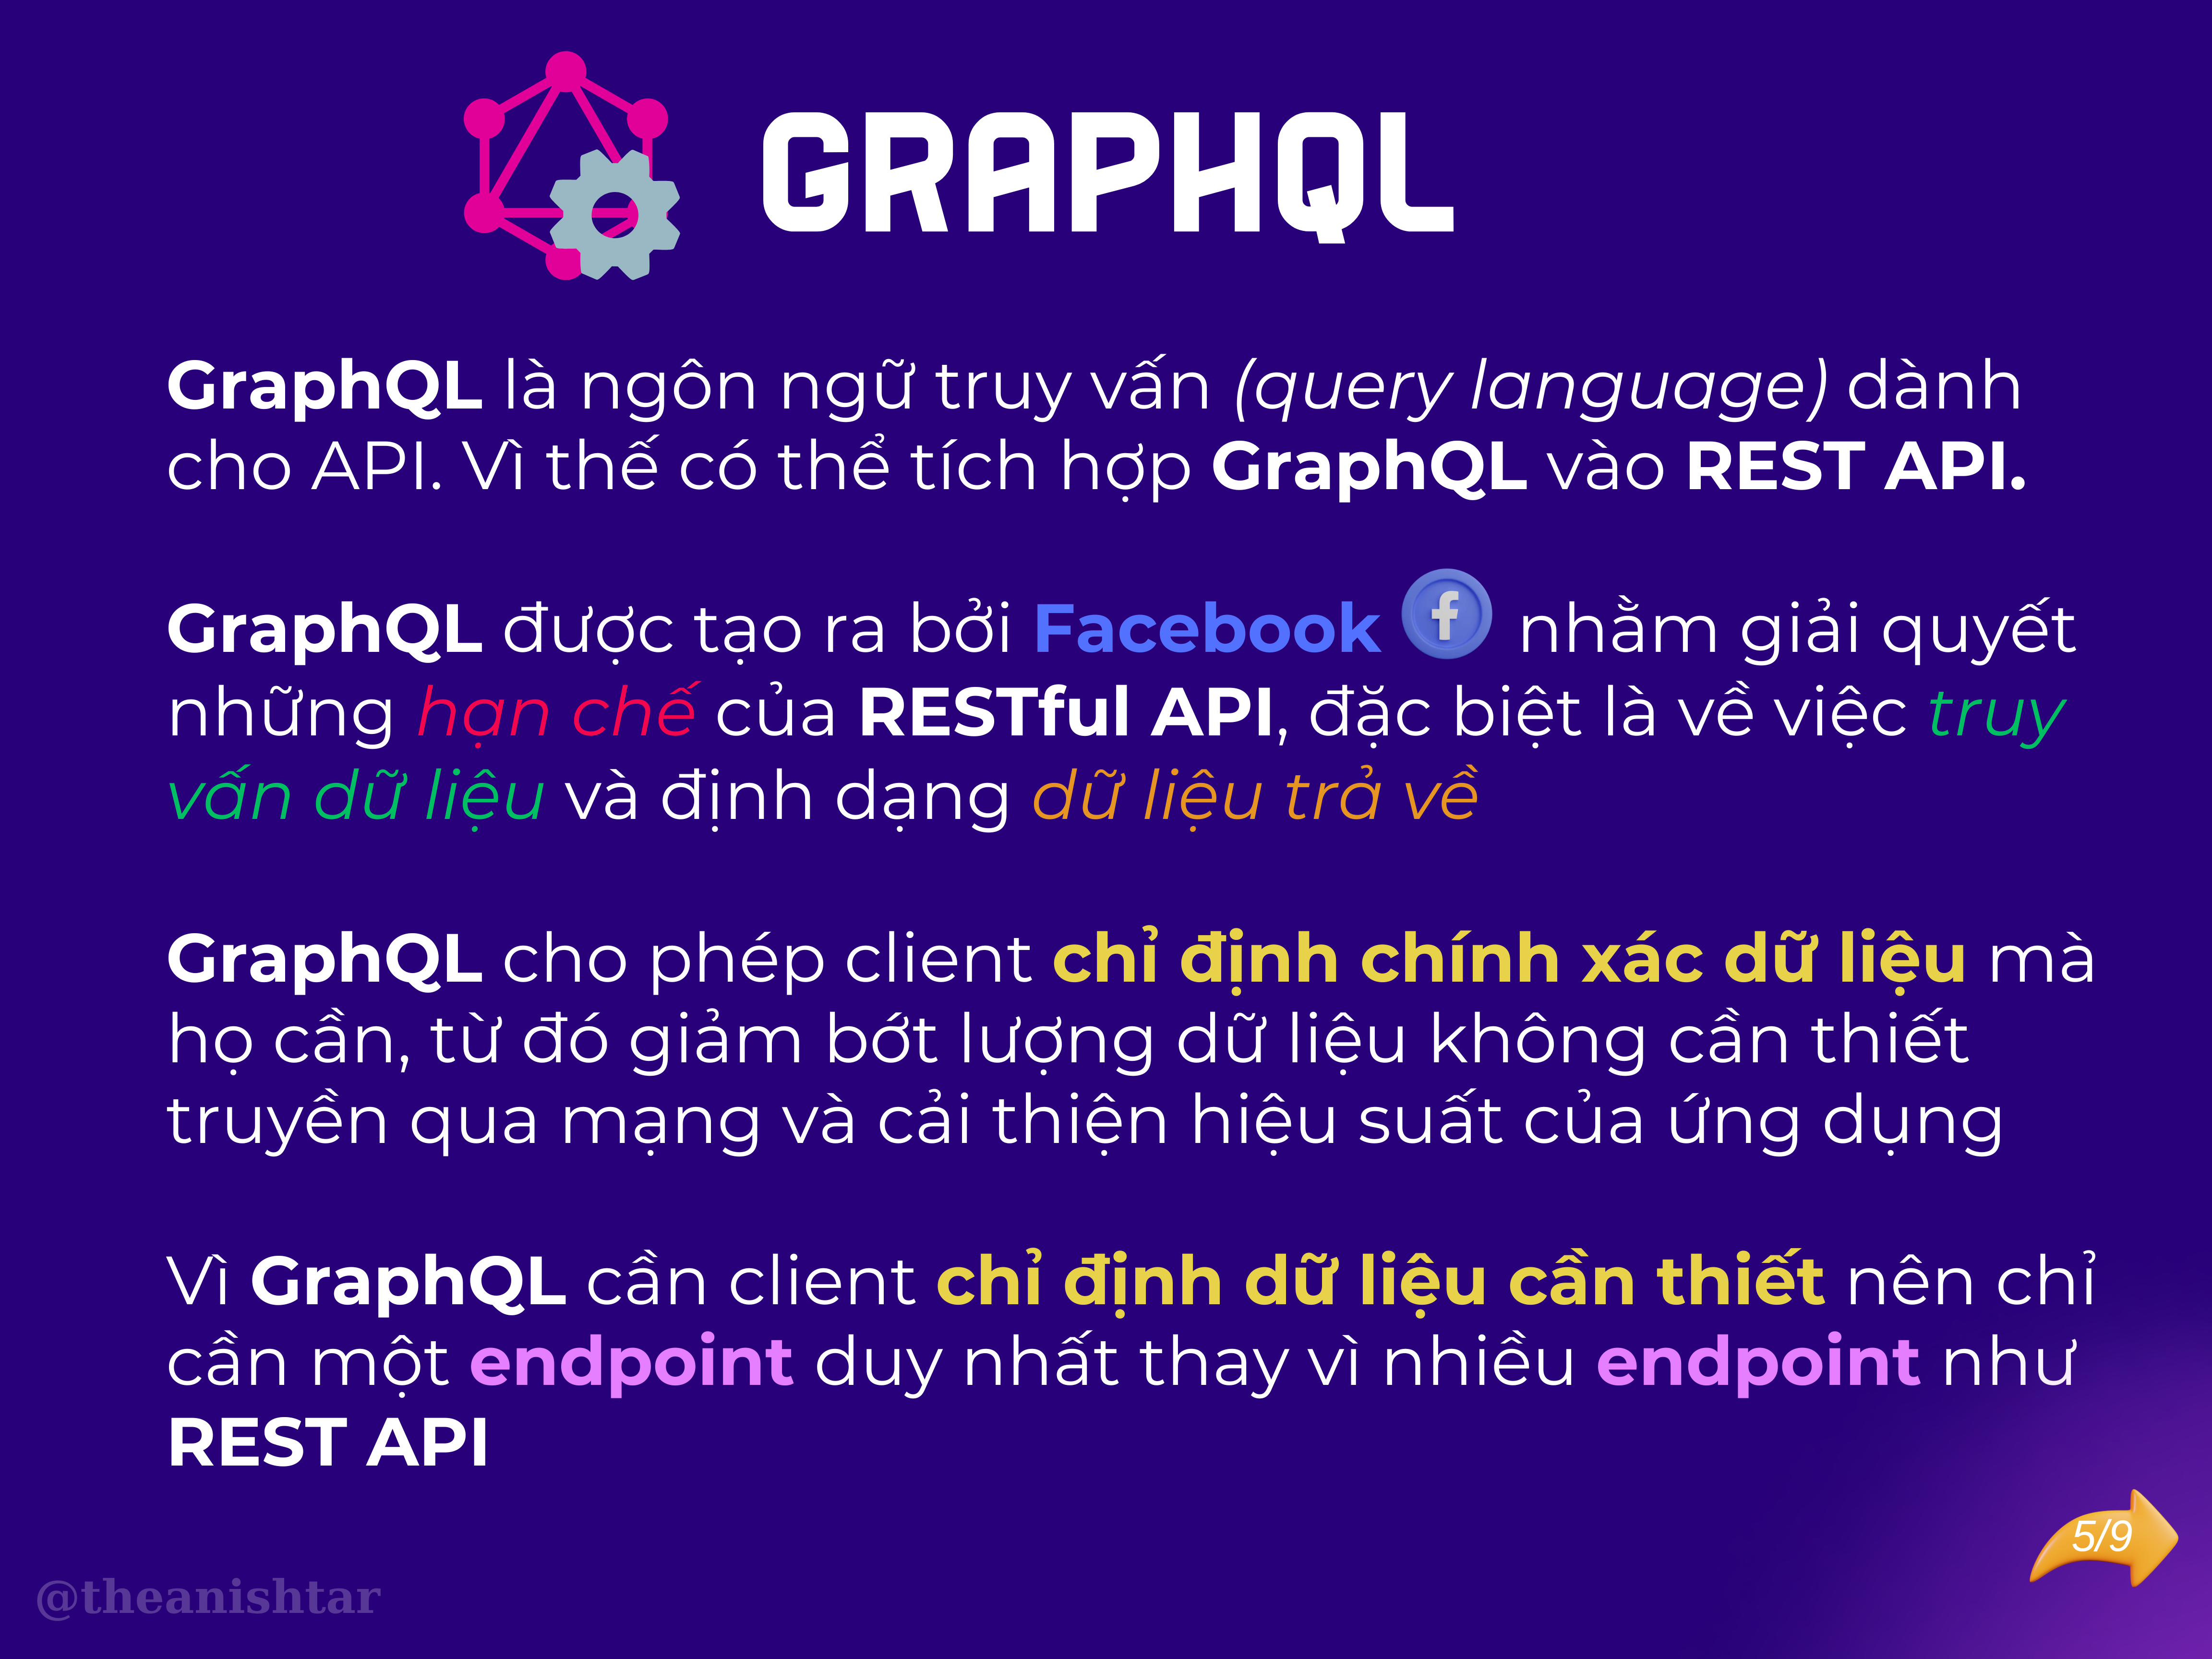 GRAPHQL
GraphQL là ngôn ngữ truy vấn (query language) dành
cho API. Vì thế có thể tích hợp GraphQL vào REST API.
GraphQL được tạo ra bởi Facebook f nhằm giải quyết
những hạn chế của RESTful API, đặc biệt là về việc truy
vấn dữ liệu và định dạng dữ liệu trả về
GraphQL cho phép client chỉ định chính xác dữ liệu mà
họ cần, từ đó giảm bớt lượng dữ liệu không cần thiết
truyền qua mạng và cải thiện hiệu suất của ứng dụng
Vì GraphQL cần client chỉ định dữ liệu cần thiết nên chỉ
cần một endpoint duy nhất thay vì nhiều endpoint như
REST API
5/9
@theanishtar